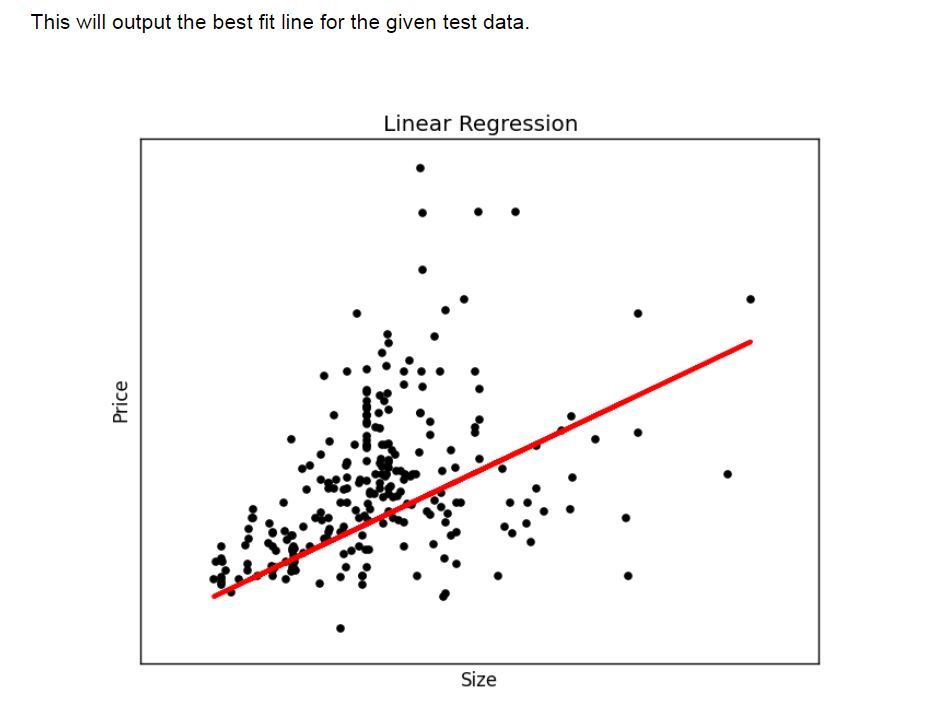 This will output the best fit line for the given test data.
Linear Regression
Price
Size